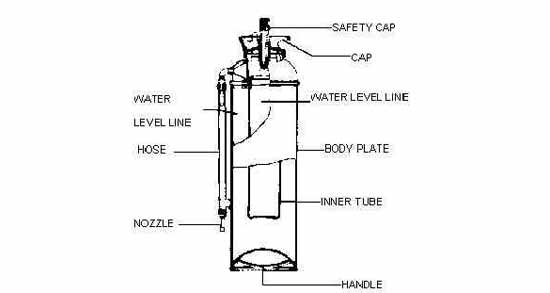 SAFETY CAP
CAP
WATER
LEVEL LINE
WATER LEVEL LINE
HOSE
BODY PLATE
INNER TUBE
NOZZLE
HANDLE